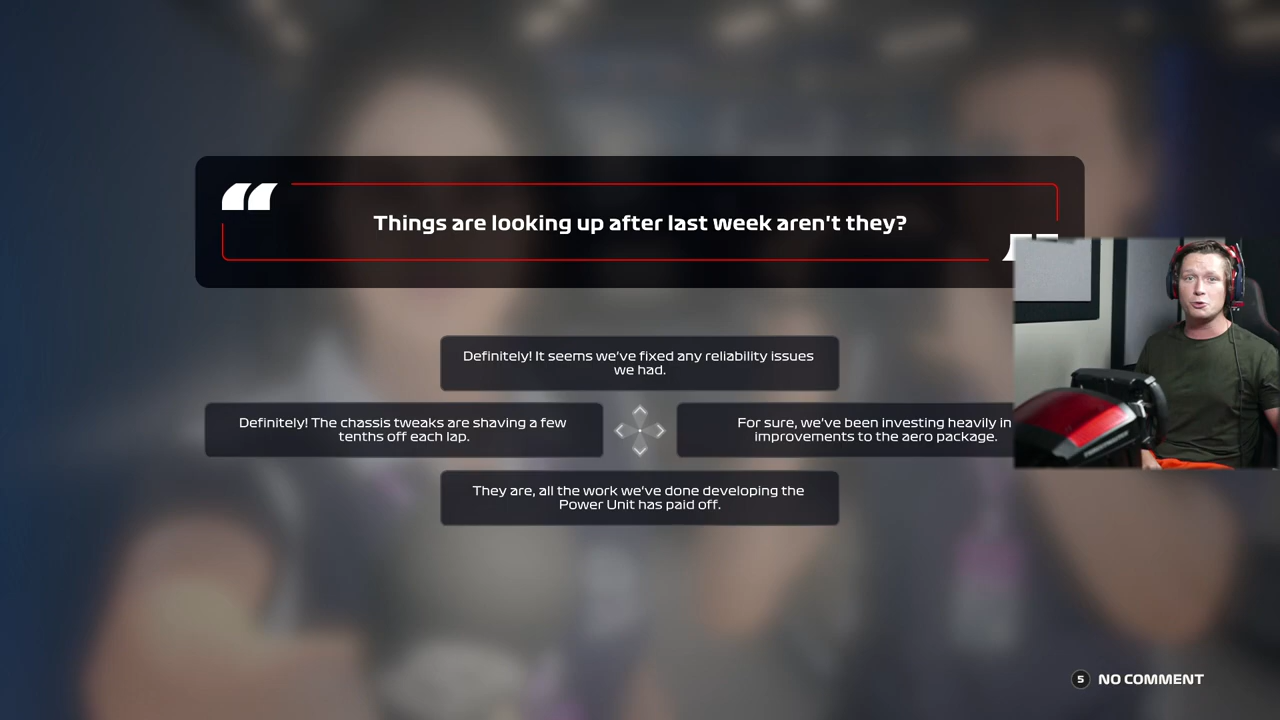 Things are looking up after last week aren't they?
Definitely! It seems we've fixed any reliability issues
we had.
Definitely! The chassis tweaks are shaving a few
tenths off each lap.
For sure, we've been investing heavily in
improvements to the aero package.
They are, all the work we've done developing the
Power Unit has paid off.
5 NO COMMENT